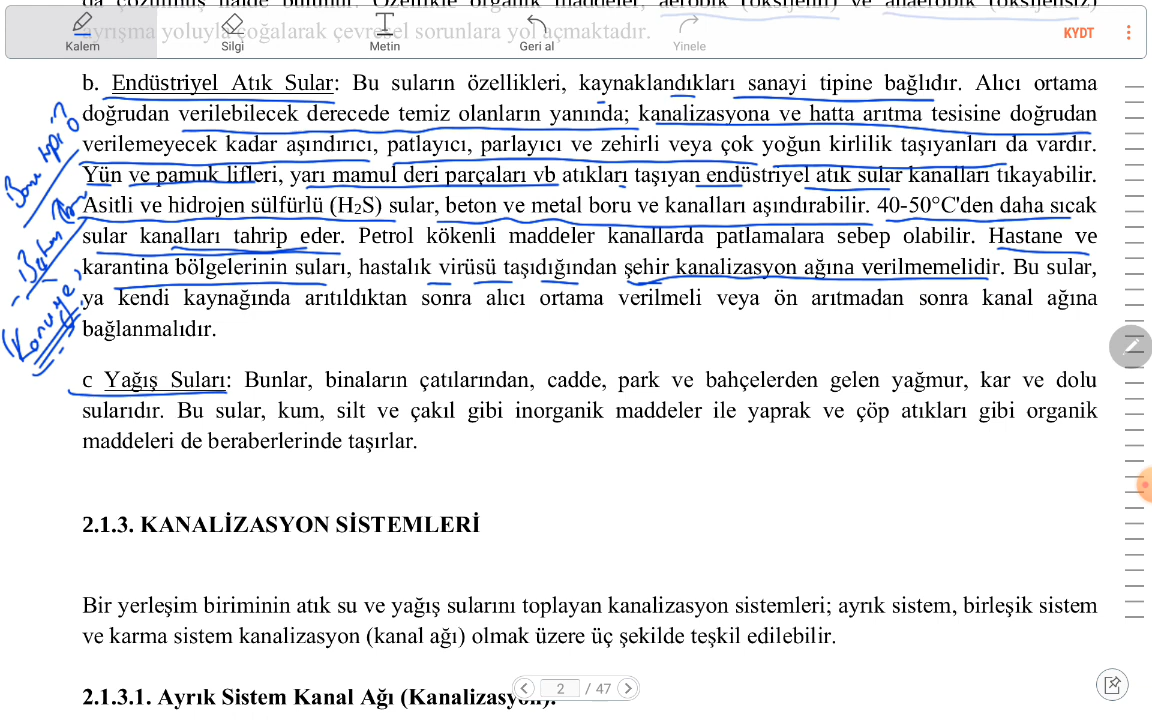 Kalem
Silgi
Metin
Geri al
Yinele
KYDT
ayrışma yoluyla çoğalarak çevresel sorunlara yol açmaktadır.
b. Endüstriyel Atık Sular: Bu suların özellikleri, kaynaklandıkları sanayi tipine bağlıdır. Alıcı ortama
doğrudan verilebilecek derecede temiz olanların yanında; kanalizasyona ve hatta arıtma tesisine doğrudan
verilemeyecek kadar aşındırıcı, patlayıcı, parlayıcı ve zehirli veya çok yoğun kirlilik taşıyanları da vardır.
Yün ve pamuk lifleri, yarı mamul deri parçaları vb atıkları taşıyan endüstriyel atık sular kanalları tıkayabilir.
Asitli ve hidrojen sülfürlü (H2S) sular, beton ve metal boru ve kanalları aşındırabilir. 40-50°C'den daha sıcak
sular kanalları tahrip eder. Petrol kökenli maddeler kanallarda patlamalara sebep olabilir. Hastane ve
karantina bölgelerinin suları, hastalık virüsü taşıdığından şehir kanalizasyon ağına verilmemelidir. Bu sular,
ya kendi kaynağında arıtıldıktan sonra alıcı ortama verilmeli veya ön arıtmadan sonra kanal ağına
bağlanmalıdır.
Boru tipi?
c Yağış Suları: Bunlar, binaların çatılarından, cadde, park ve bahçelerden gelen yağmur, kar ve dolu
sularıdır. Bu sular, kum, silt ve çakıl gibi inorganik maddeler ile yaprak ve çöp atıkları gibi organik
maddeleri de beraberlerinde taşırlar.
2.1.3. KANALİZASYON SİSTEMLERİ
Bir yerleşim biriminin atık su ve yağış sularını toplayan kanalizasyon sistemleri; ayrık sistem, birleşik sistem
ve karma sistem kanalizasyon (kanal ağı) olmak üzere üç şekilde teşkil edilebilir.
2.1.3.1. Ayrık Sistem Kanal Ağı (Kanalizasyon):
2 / 47